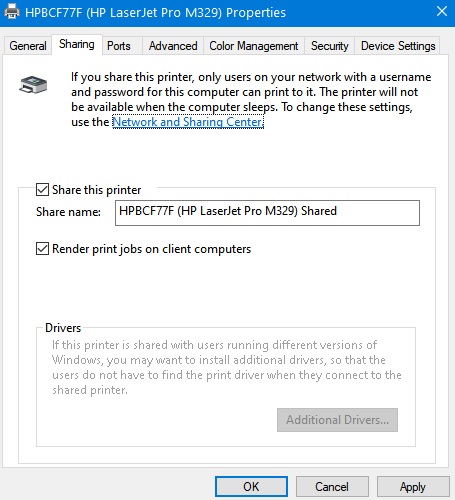 HPBCF77F (HP LaserJet Pro M329) Properties
General Sharing Ports Advanced Color Management Security Device Settings
If you share this printer, only users on your network with a username
and password for this computer can print to it. The printer will not
be available when the computer sleeps. To change these settings,
use the Network and Sharing Center.
Share this printer
Share name: HPBCF77F (HP LaserJet Pro M329) Shared
Render print jobs on client computers
Drivers
If this printer is shared with users running different versions of
Windows, you may want to install additional drivers, so that the
users do not have to find the print driver when they connect to the
shared printer.
Additional Drivers...
OK Cancel Apply